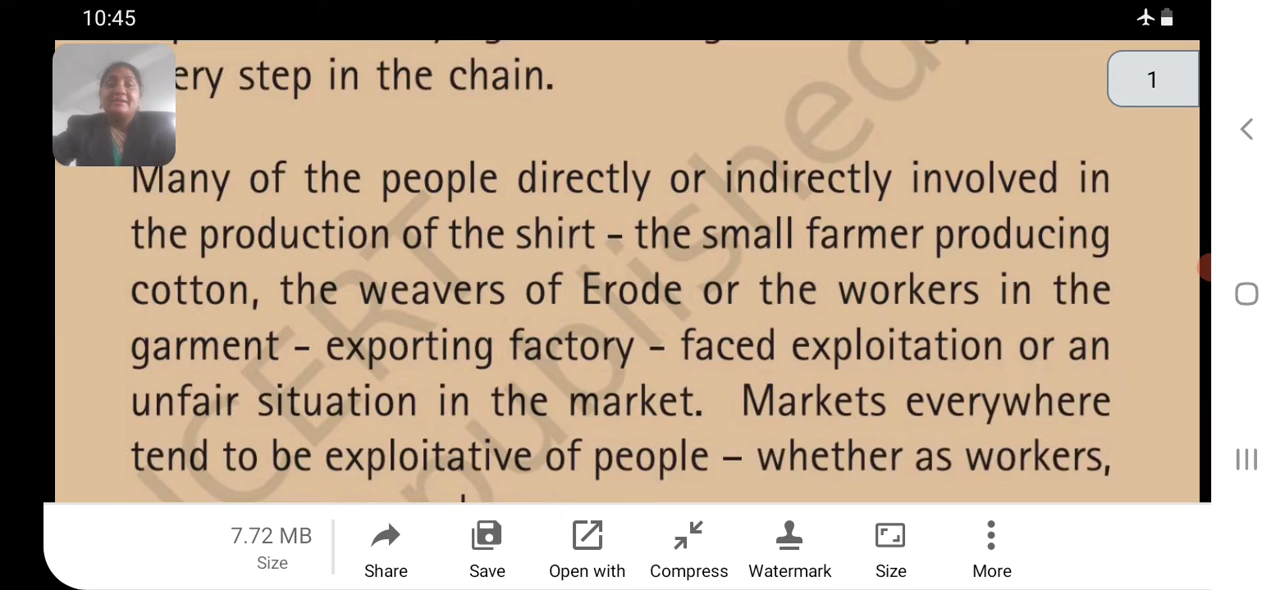 10:45
ery step in the chain.
1
Many of the people directly or indirectly involved in
the production of the shirt - the small farmer producing
cotton, the weavers of Erode or the workers in the
garment - exporting factory - faced exploitation or an
unfair situation in the market. Markets everywhere
tend to be exploitative of people – whether as workers,
7.72 MB
Size
Share
Save
Open with
Compress
Watermark
Size
More
NCERT
published